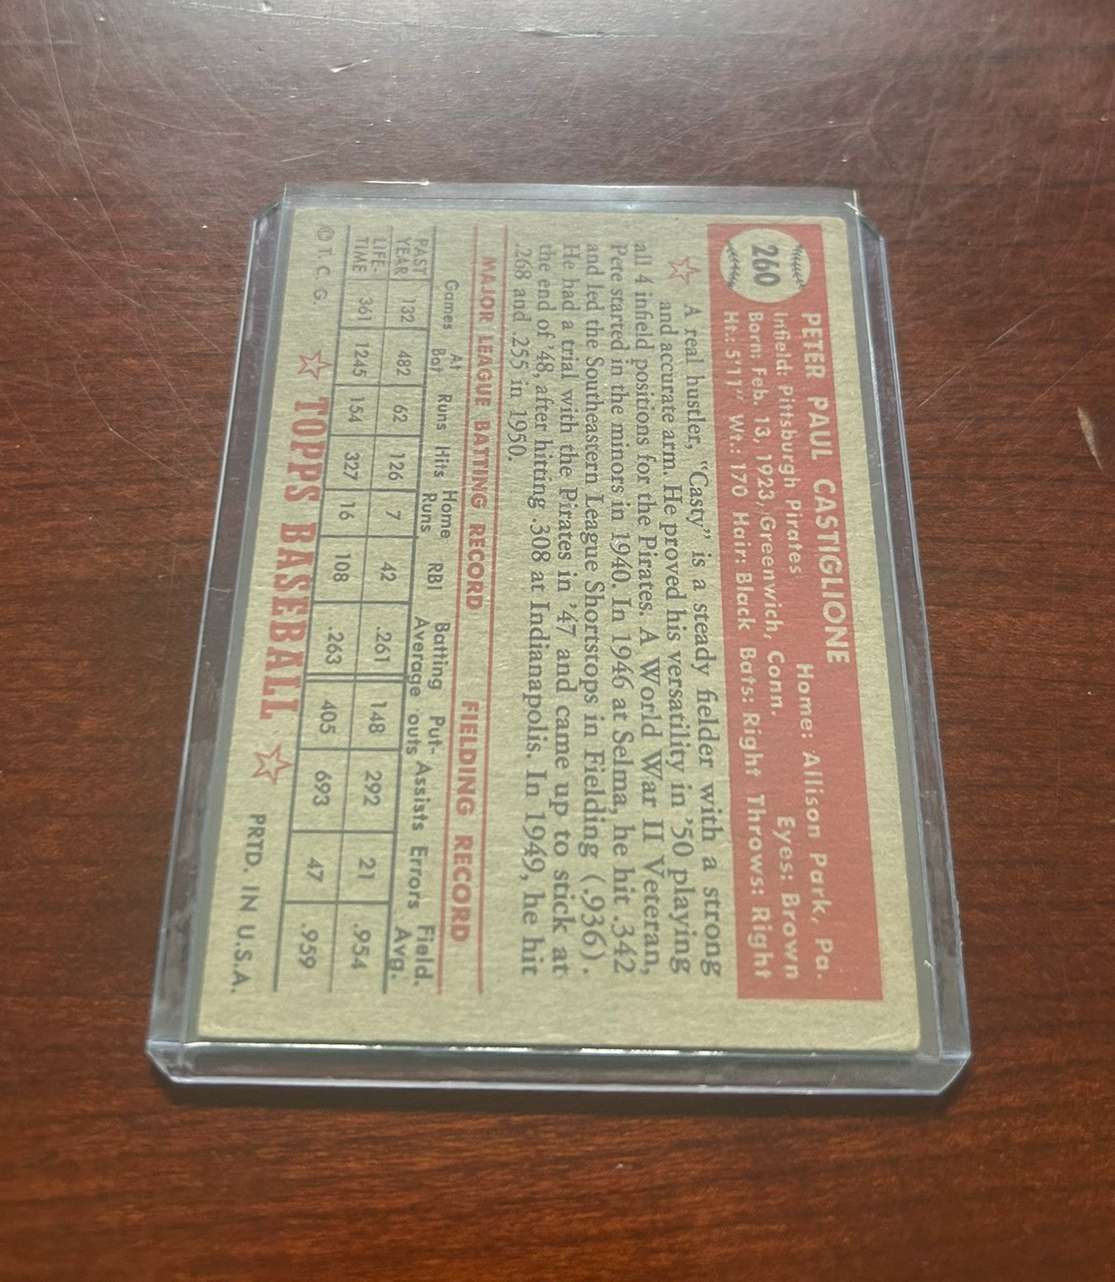 260
PETER PAUL CASTIGLIONE
Infield: Pittsburgh Pirates Home: Allison Park, Pa.
Born: Feb. 13, 1923, Greenwich, Conn. Eyes: Brown
Ht.: 5'11" Wt.: 170 Hair: Black Bats: Right Throws: Right
A real hustler, "Casty" is a steady fielder with a strong
and accurate arm. He proved his versatility in '50 playing
all 4 infield positions for the Pirates. A World War II Veteran,
Pete started in the minors in 1940. In 1946 at Selma, he hit .342
and led the Southeastern League Shortstops in Fielding (.936).
He had a trial with the Pirates in '47 and came up to stick at
the end of '48, after hitting .308 at Indianapolis. In 1949, he hit
.268 and .255 in 1950.
MAJOR LEAGUE BATTING RECORD FIELDING RECORD
Games At Bat Runs Hits Home Runs RBI Batting Average Put-outs Assists Errors Field. Avg.
PAST YEAR 132 482 62 126 7 42 .261 148 292 21 .954
LIFE-TIME 361 1245 154 327 16 108 .263 405 693 47 .959
© T. C. G. TOPPS BASEBALL PRTD. IN U.S.A.